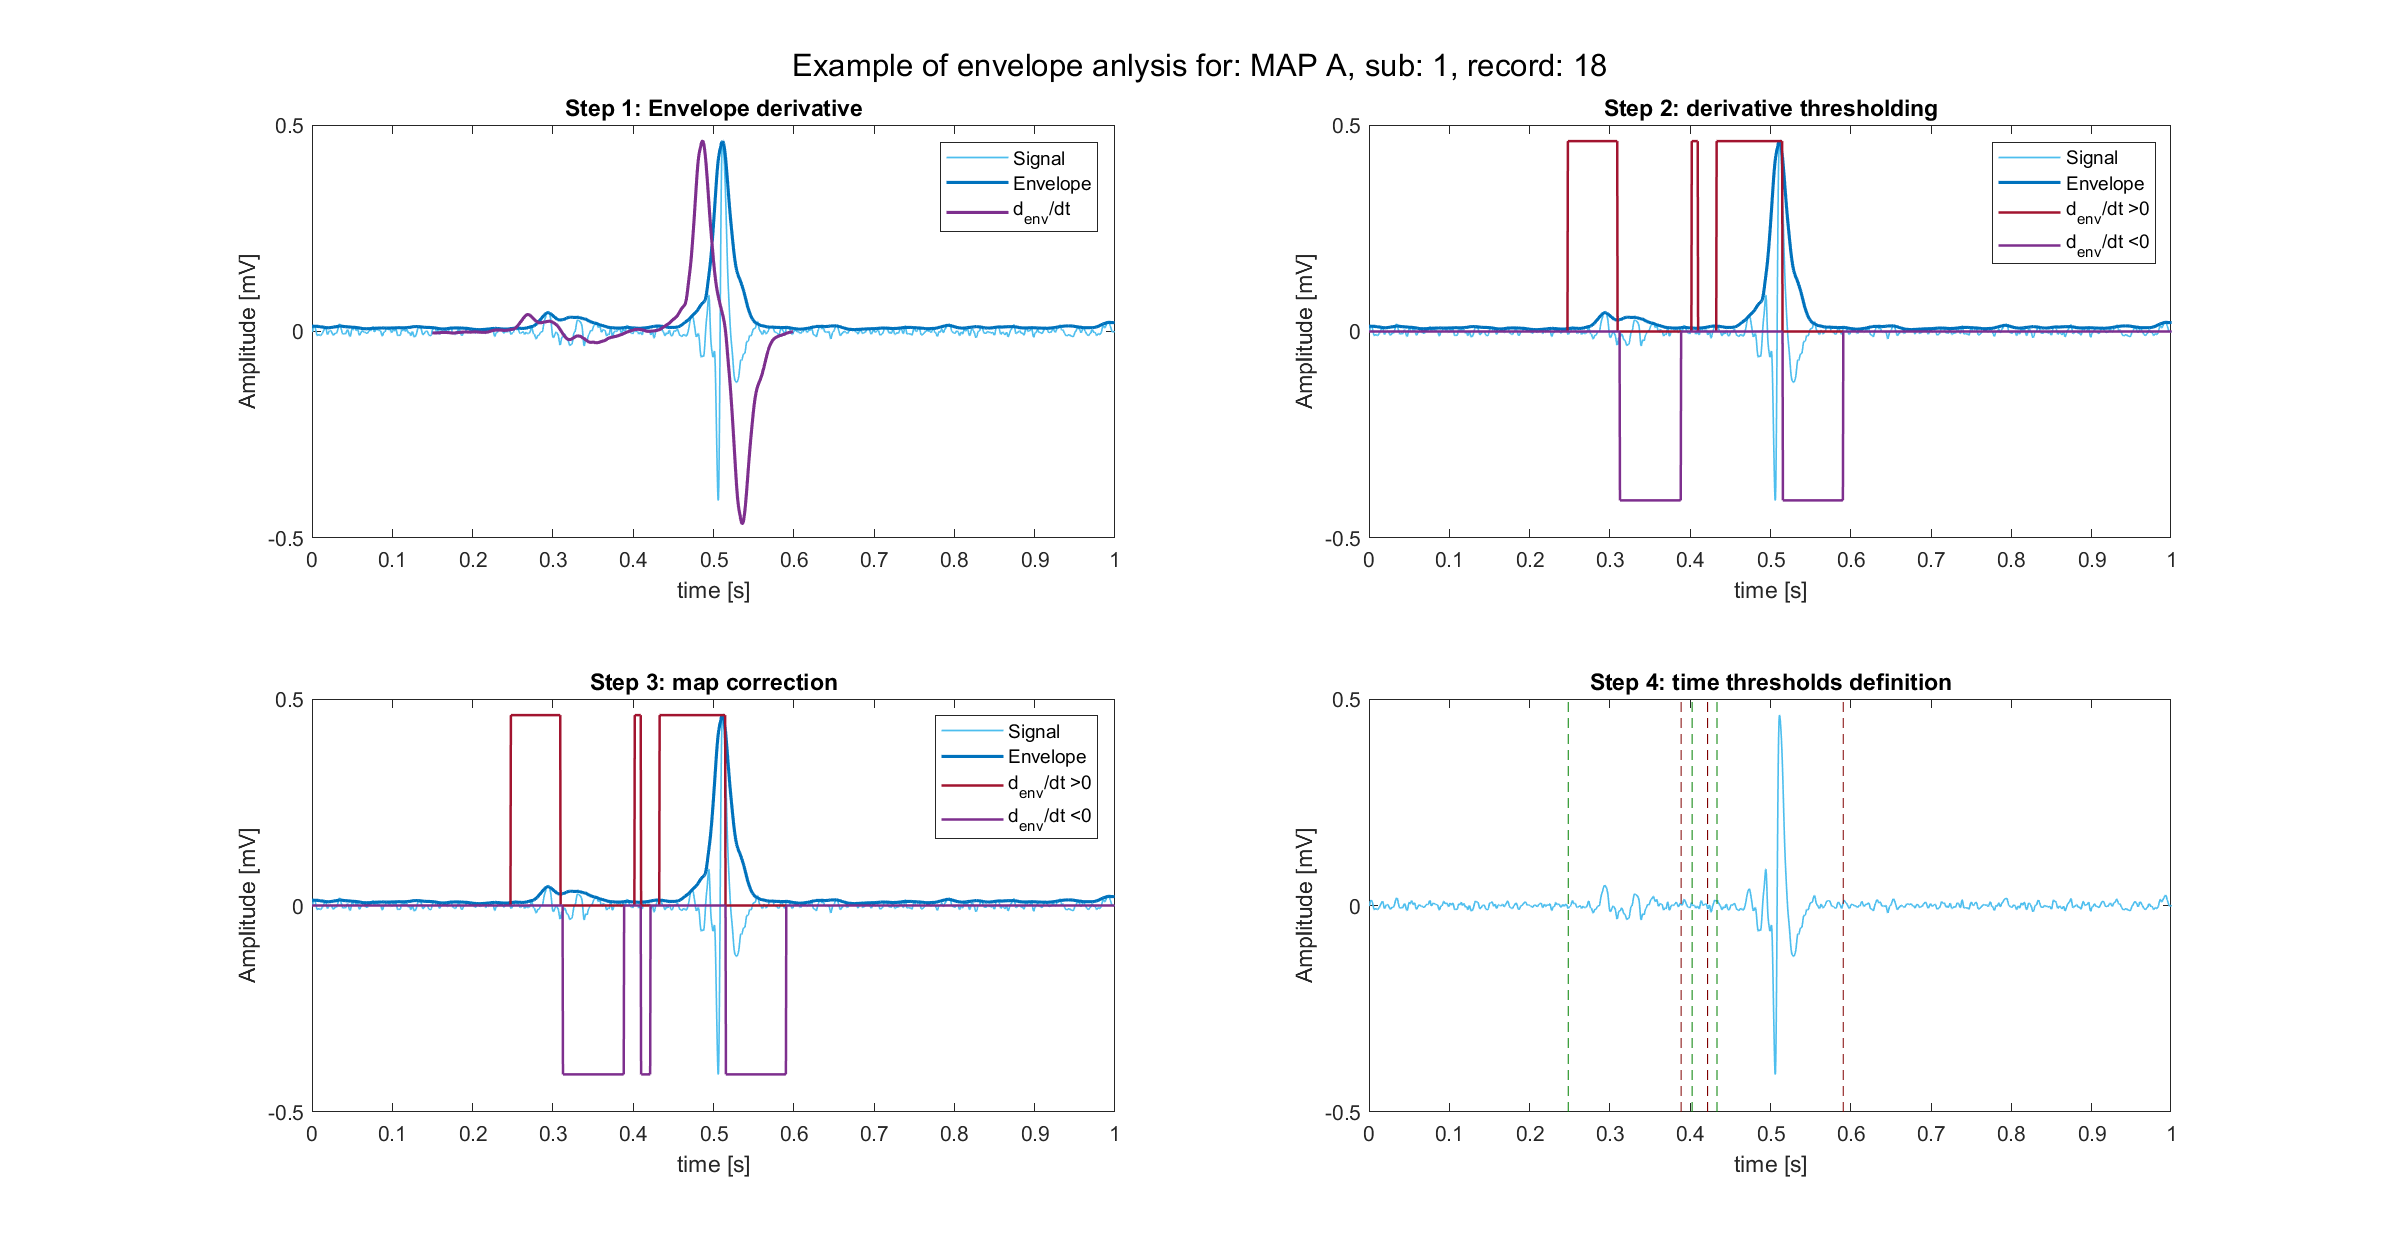 Example of envelope anlysis for: MAP A, sub: 1, record: 18
Step 1: Envelope derivative
0.5
0
-0.5
Amplitude [mV]
0 0.1 0.2 0.3 0.4 0.5 0.6 0.7 0.8 0.9 1
time [s]
Signal
Envelope
d_env/dt
Step 2: derivative thresholding
0.5
0
-0.5
Amplitude [mV]
0 0.1 0.2 0.3 0.4 0.5 0.6 0.7 0.8 0.9 1
time [s]
Signal
Envelope
d_env/dt >0
d_env/dt <0
Step 3: map correction
0.5
0
-0.5
Amplitude [mV]
0 0.1 0.2 0.3 0.4 0.5 0.6 0.7 0.8 0.9 1
time [s]
Signal
Envelope
d_env/dt >0
d_env/dt <0
Step 4: time thresholds definition
0.5
0
-0.5
Amplitude [mV]
0 0.1 0.2 0.3 0.4 0.5 0.6 0.7 0.8 0.9 1
time [s]